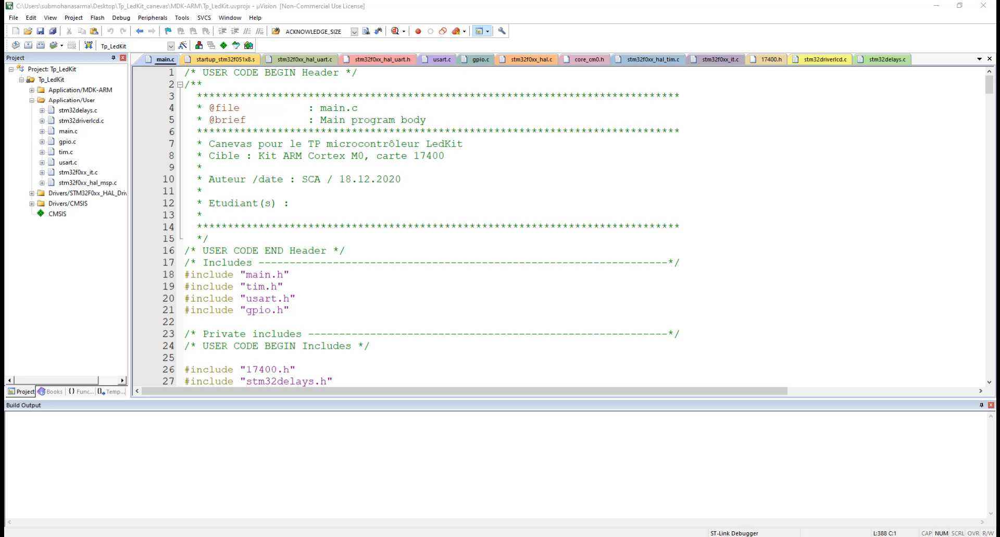 C:\Users\submohanasarma\Desktop\Tp_LedKit_canevas\MDK-ARM\Tp_LedKit.uvprojx - µVision [Non-Commercial Use License]
File Edit View Project Flash Debug Peripherals Tools SVCS Window Help
ACKNOWLEDGE_SIZE
LOAD Tp_LedKit
Project
main.c startup_stm32f051x8.s stm32f0xx_hal_uart.c stm32f0xx_hal_uart.h usart.c gpio.c stm32f0xx_hal.c core_cm0.h stm32f0xx_hal_tim.c stm32f0xx_it.c 17400.h stm32driverlcd.c stm32delays.c
Project: Tp_LedKit
Tp_LedKit
Application/MDK-ARM
Application/User
stm32delays.c
stm32driverlcd.c
main.c
gpio.c
tim.c
usart.c
stm32f0xx_it.c
stm32f0xx_hal_msp.c
Drivers/STM32F0xx_HAL_Driv
Drivers/CMSIS
CMSIS
Project Books {} Func... Temp...
1 /* USER CODE BEGIN Header */
2 /**
3 ******************************************************************************
4 * @file : main.c
5 * @brief : Main program body
6 ******************************************************************************
7 * Canevas pour le TP microcontrôleur LedKit
8 * Cible : Kit ARM Cortex M0, carte 17400
9 *
10 * Auteur /date : SCA / 18.12.2020
11 *
12 * Etudiant(s) :
13 *
14 ******************************************************************************
15 */
16 /* USER CODE END Header */
17 /* Includes ------------------------------------------------------------------*/
18 #include "main.h"
19 #include "tim.h"
20 #include "usart.h"
21 #include "gpio.h"
22
23 /* Private includes ----------------------------------------------------------*/
24 /* USER CODE BEGIN Includes */
25
26 #include "17400.h"
27 #include "stm32delays.h"
Build Output
ST-Link Debugger L:388 C:1 CAP NUM SCRL OVR R/W